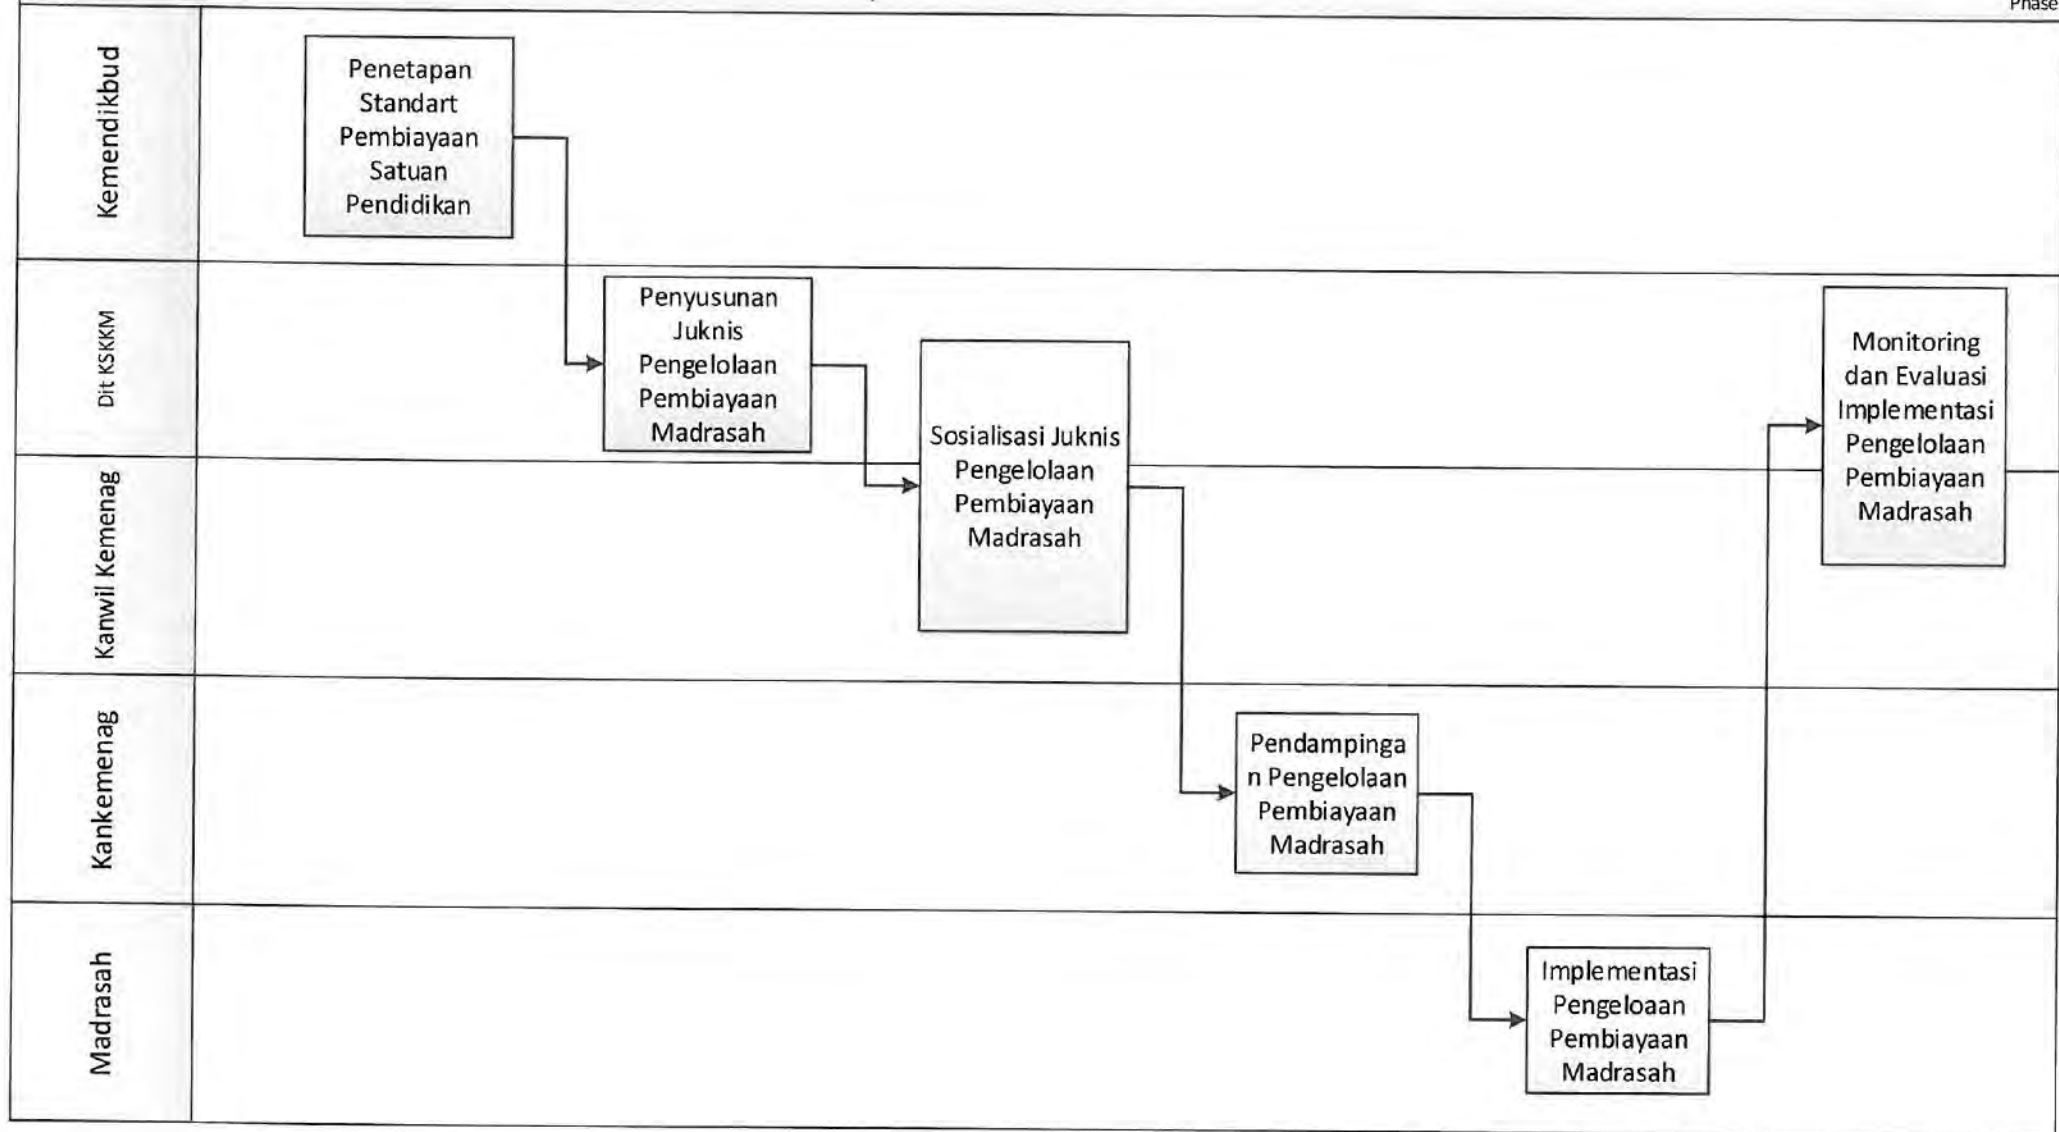 Phase
Kemendikbud
Penetapan
Standart
Pembiayaan
Satuan
Pendidikan
Dit KSKKM
Penyusunan
Juknis
Pengelolaan
Pembiayaan
Madrasah
Sosialisasi Juknis
Pengelolaan
Pembiayaan
Madrasah
Monitoring
dan Evaluasi
Implementasi
Pengelolaan
Pembiayaan
Madrasah
Kanwil Kemenag
Kankemenag
Pendampinga
n Pengelolaan
Pembiayaan
Madrasah
Madrasah
Implementasi
Pengeloaan
Pembiayaan
Madrasah